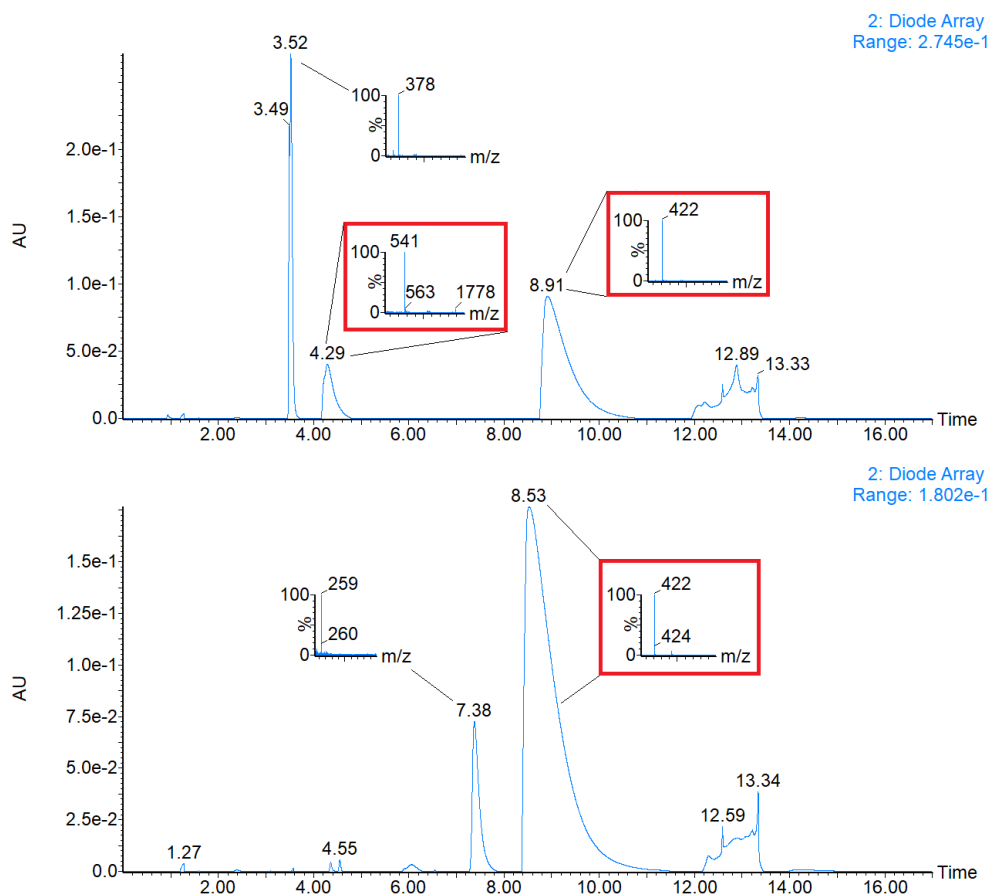 2: Diode Array
Range: 2.745e-1
3.52
3.49
378
100
%
0
m/z
2.0e-1
1.5e-1
AU
1.0e-1
5.0e-2
0.0
541
100
%
563
1778
0
m/z
4.29
422
100
%
0
m/z
8.91
12.89
13.33
Time
2.00
4.00
6.00
8.00
10.00
12.00
14.00
16.00
2: Diode Array
Range: 1.802e-1
8.53
1.5e-1
1.25e-1
1.0e-1
AU
7.5e-2
5.0e-2
2.5e-2
0.0
259
100
%
260
0
m/z
7.38
422
100
%
424
0
m/z
1.27
4.55
12.59
13.34
Time
2.00
4.00
6.00
8.00
10.00
12.00
14.00
16.00